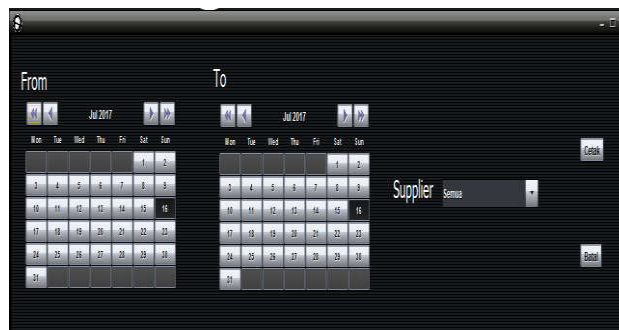 From
Jul 2017
Mon Tue Wed Thu Fri Sat Sun
1 2
3 4 5 6 7 8 9
10 11 12 13 14 15 16
17 18 19 20 21 22 23
24 25 26 27 28 29 30
31
To
Jul 2017
Mon Tue Wed Thu Fri Sat Sun
1 2
3 4 5 6 7 8 9
10 11 12 13 14 15 16
17 18 19 20 21 22 23
24 25 26 27 28 29 30
31
Supplier Semua
Cetak
Batal